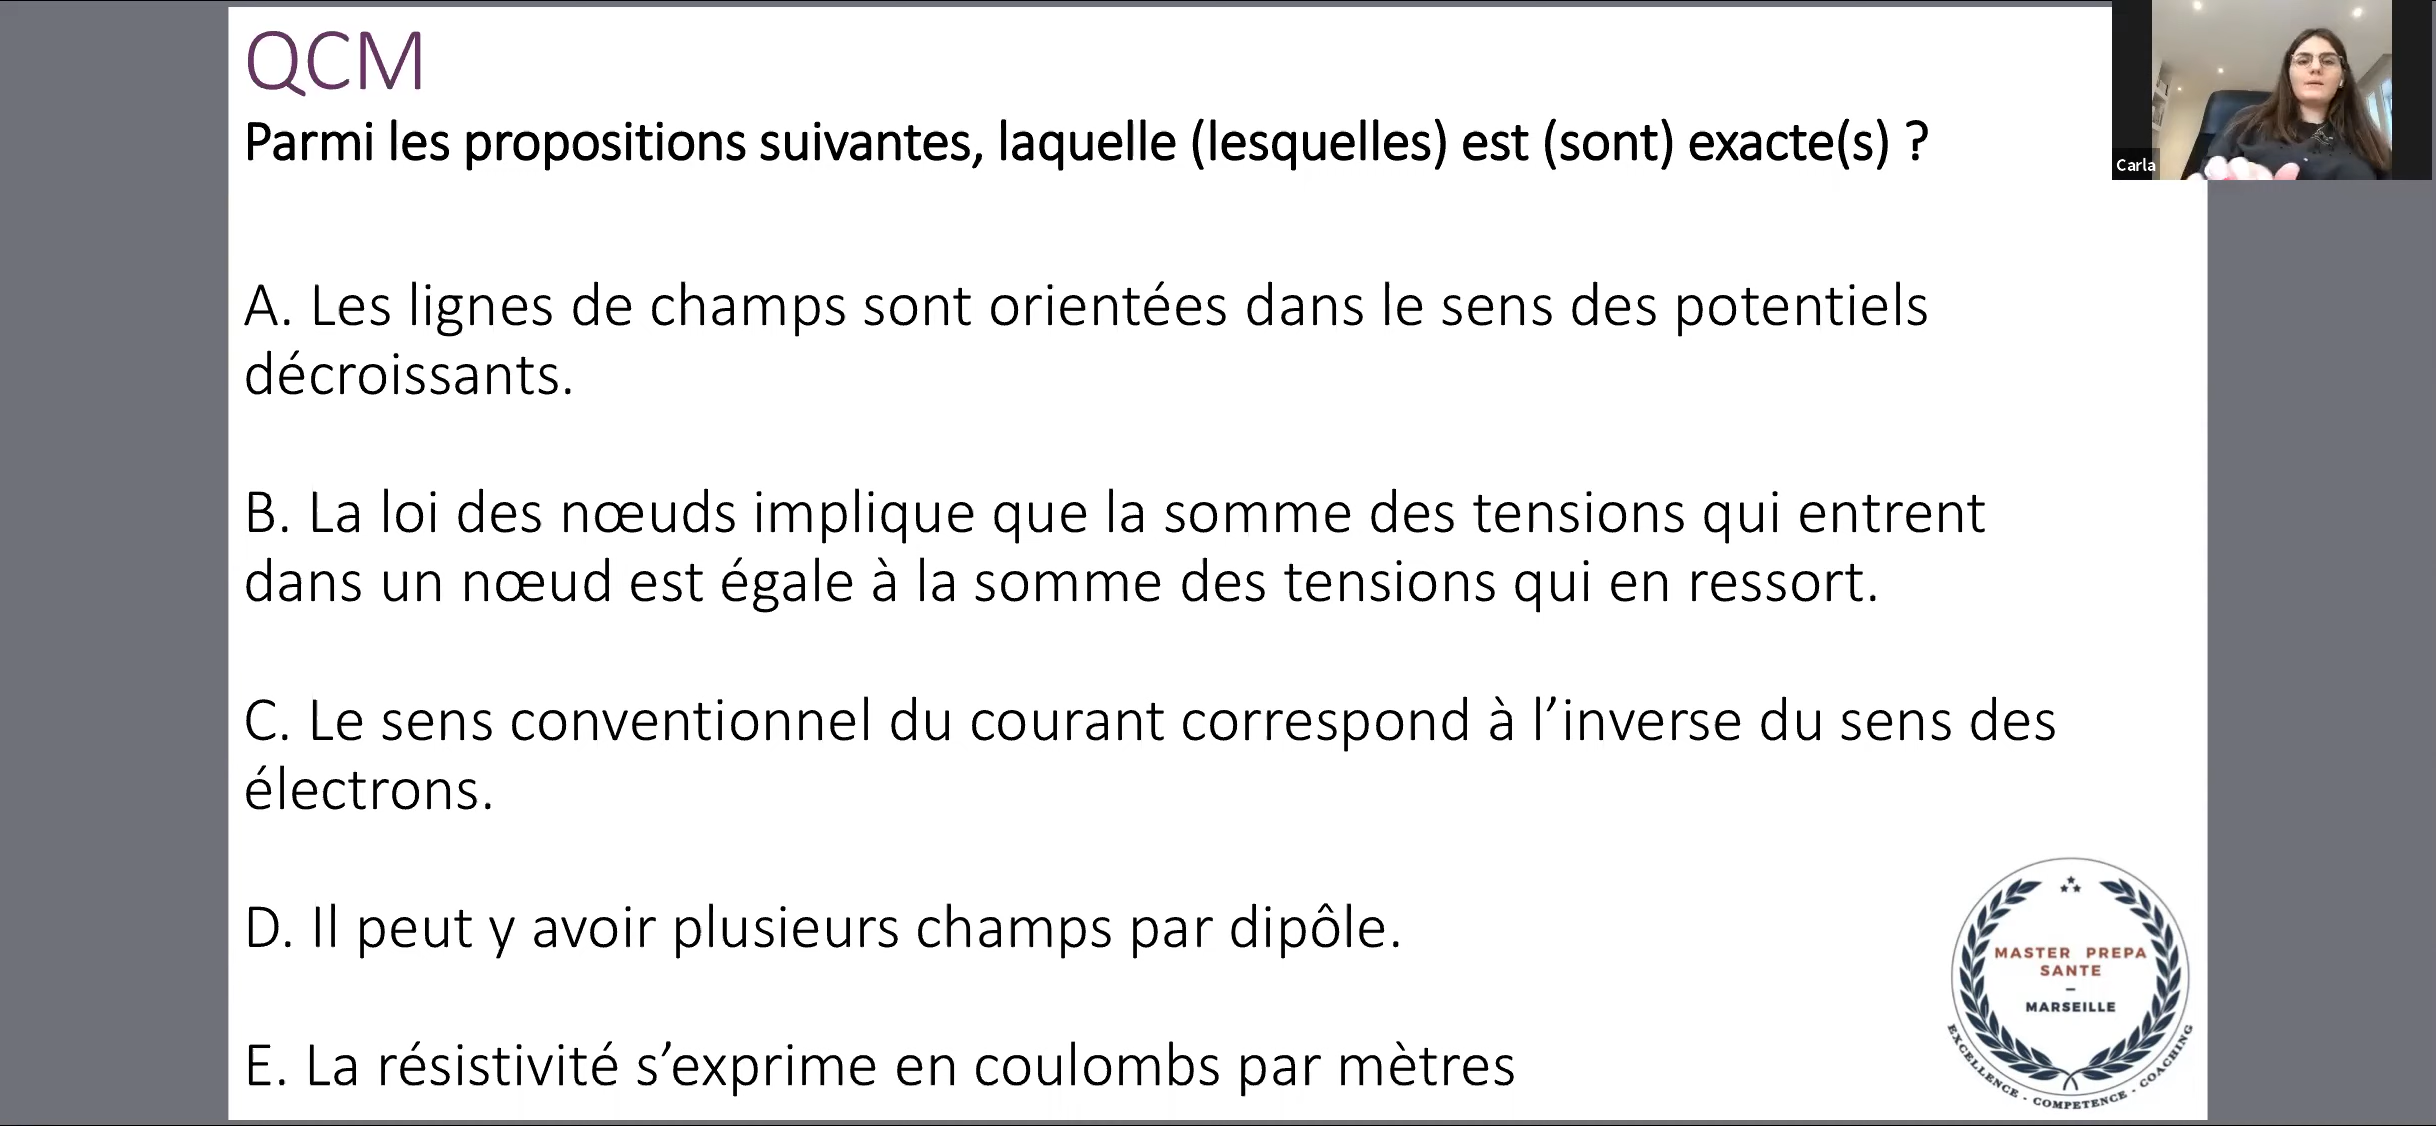 QCM
Parmi les propositions suivantes, laquelle (lesquelles) est (sont) exacte(s) ?
Carla
A. Les lignes de champs sont orientées dans le sens des potentiels
décroissants.
B. La loi des nœuds implique que la somme des tensions qui entrent
dans un nœud est égale à la somme des tensions qui en ressort.
C. Le sens conventionnel du courant correspond à l’inverse du sens des
électrons.
D. Il peut y avoir plusieurs champs par dipôle.
E. La résistivité s’exprime en coulombs par mètres
MASTER PREPA
SANTE
–
MARSEILLE
EXCELLENCE - COMPETENCE - COACHING